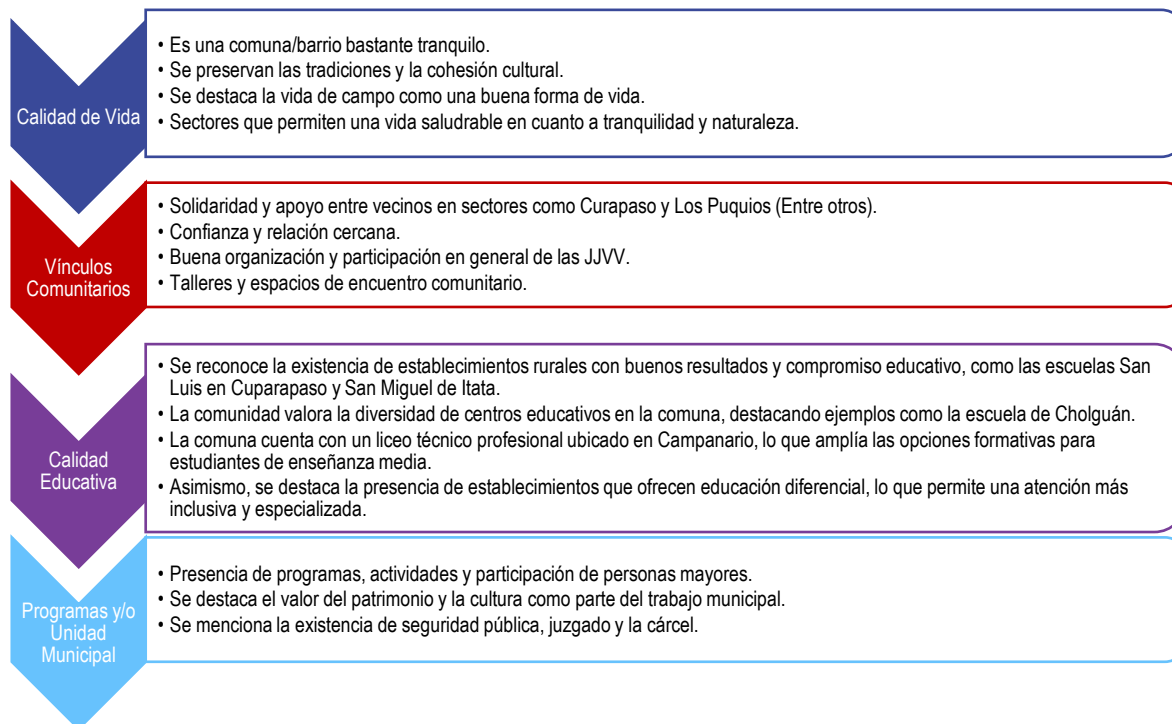 Calidad de Vida
• Es una comuna/barrio bastante tranquilo.
• Se preservan las tradiciones y la cohesión cultural.
• Se destaca la vida de campo como una buena forma de vida.
• Sectores que permiten una vida saludrable en cuanto a tranquilidad y naturaleza.
Vínculos
Comunitarios
• Solidaridad y apoyo entre vecinos en sectores como Curapaso y Los Puquios (Entre otros).
• Confianza y relación cercana.
• Buena organización y participación en general de las JJVV.
• Talleres y espacios de encuentro comunitario.
Calidad
Educativa
• Se reconoce la existencia de establecimientos rurales con buenos resultados y compromiso educativo, como las escuelas San
Luis en Cuparapaso y San Miguel de Itata.
• La comunidad valora la diversidad de centros educativos en la comuna, destacando ejemplos como la escuela de Cholguán.
• La comuna cuenta con un liceo técnico profesional ubicado en Campanario, lo que amplía las opciones formativas para
estudiantes de enseñanza media.
• Asimismo, se destaca la presencia de establecimientos que ofrecen educación diferencial, lo que permite una atención más
inclusiva y especializada.
Programas y/o
Unidad
Municipal
• Presencia de programas, actividades y participación de personas mayores.
• Se destaca el valor del patrimonio y la cultura como parte del trabajo municipal.
• Se menciona la existencia de seguridad pública, juzgado y la cárcel.